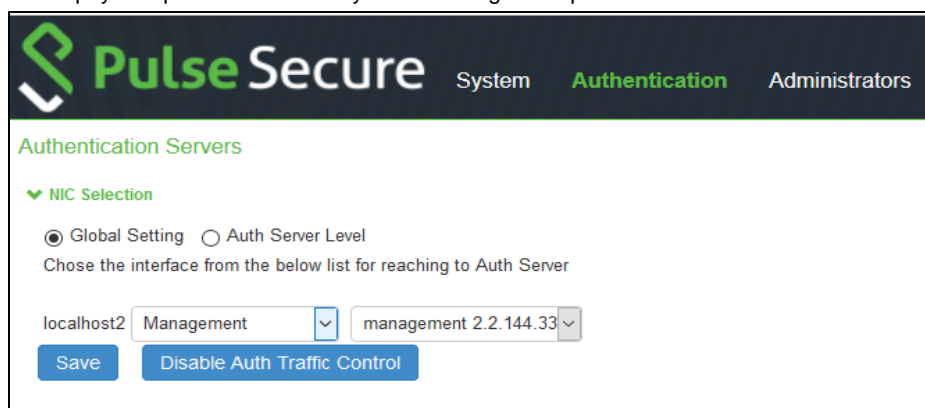 Pulse Secure System Authentication Administrators
Authentication Servers
NIC Selection
Global Setting Auth Server Level
Chose the interface from the below list for reaching to Auth Server
localhost2 Management management 2.2.144.33
Save Disable Auth Traffic Control